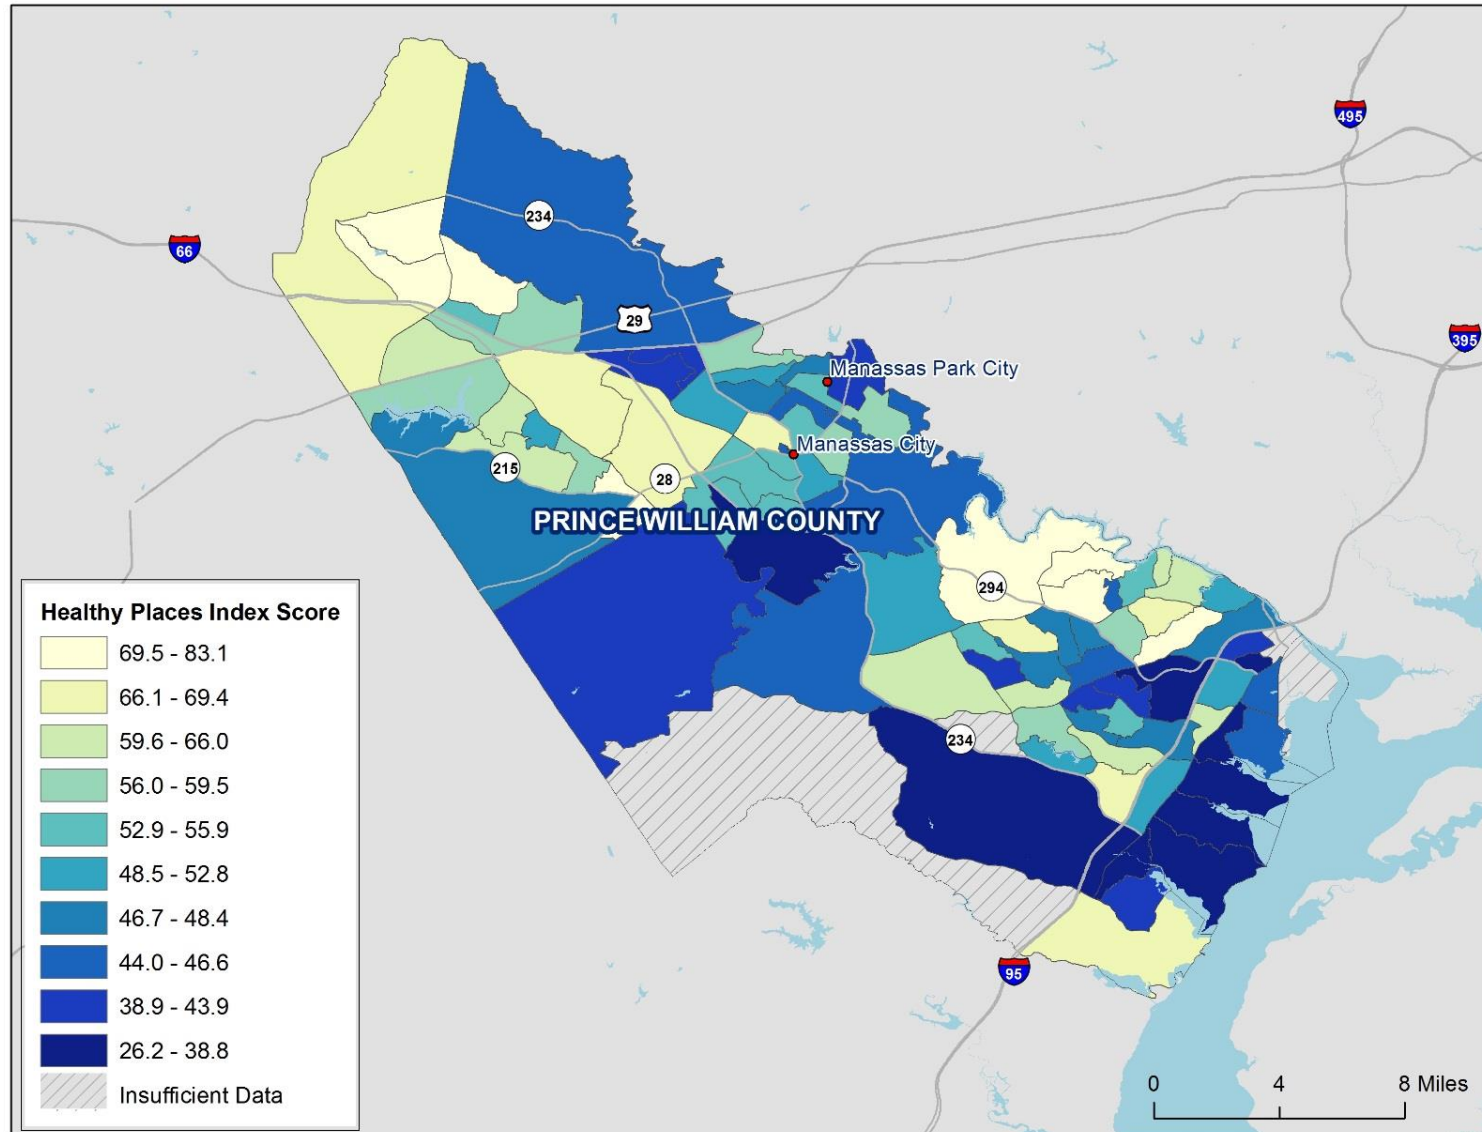 495
234
66
29
395
Manassas Park City
Manassas City
215
28
PRINCE WILLIAM COUNTY
294
234
95
Healthy Places Index Score
69.5 - 83.1
66.1 - 69.4
59.6 - 66.0
56.0 - 59.5
52.9 - 55.9
48.5 - 52.8
46.7 - 48.4
44.0 - 46.6
38.9 - 43.9
26.2 - 38.8
Insufficient Data
0 4 8 Miles